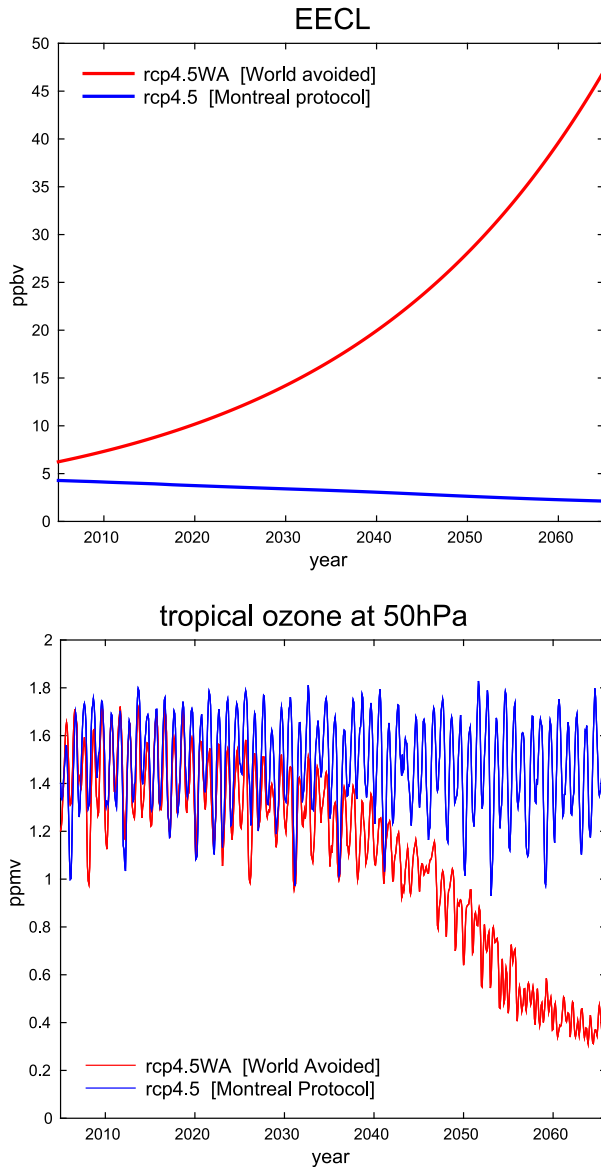 EECL
50
45
40
35
30
25
20
15
10
5
0
ppbv
rcp4.5WA [World avoided]
rcp4.5 [Montreal protocol]
2010 2020 2030 2040 2050 2060
year
tropical ozone at 50hPa
2
1.8
1.6
1.4
1.2
1
0.8
0.6
0.4
0.2
0
ppmv
rcp4.5WA [World Avoided]
rcp4.5 [Montreal Protocol]
2010 2020 2030 2040 2050 2060
year